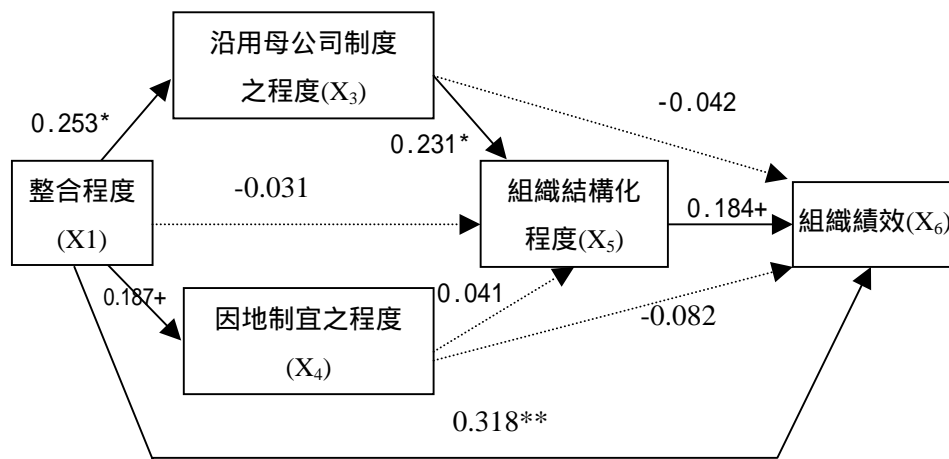 沿用母公司制度
之程度(X₃)
-0.042
0.253*
0.231*
整合程度
(X1)
-0.031
組織結構化
程度(X₅)
0.184+
組織績效(X₆)
0.187+
因地制宜之程度
(X₄)
0.041
-0.082
0.318**